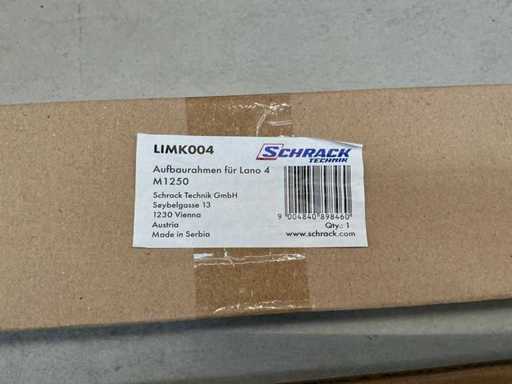 LIMK004
SCHRACK
TECHNIK
Aufbaurahmen für Lano 4
M1250
Schrack Technik GmbH
Seybelgasse 13
1230 Vienna
Austria
Made in Serbia
9 004840 898460
Qty.: 1
www.schrack.com